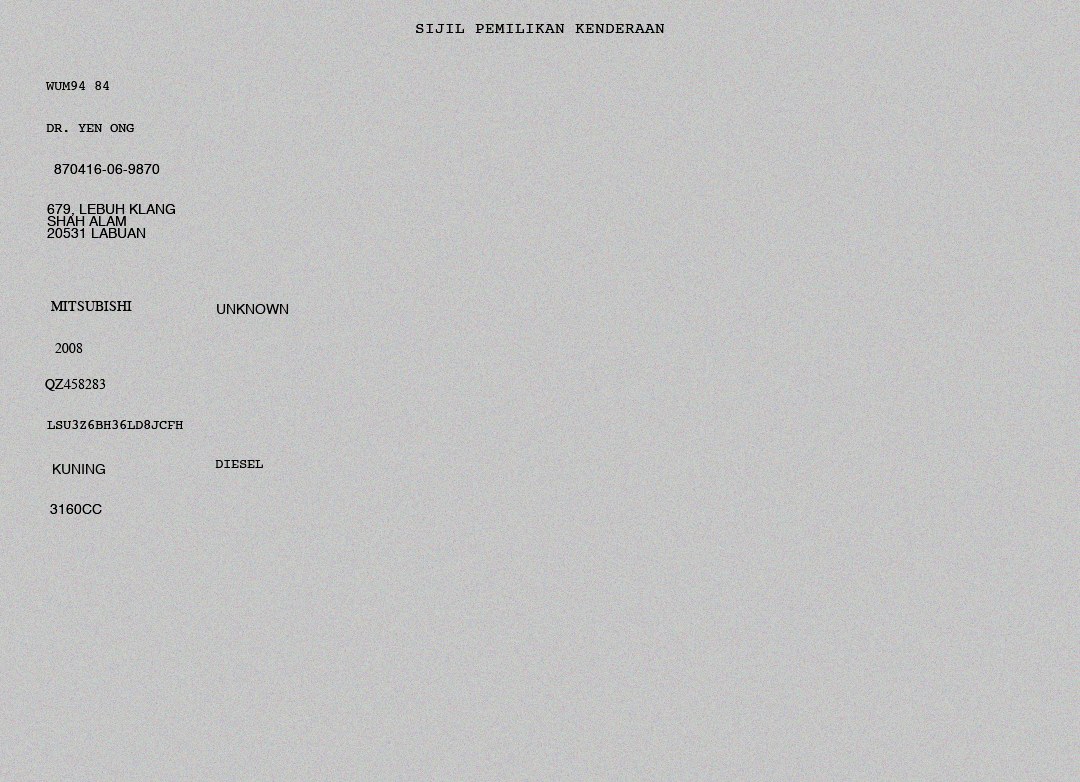 SIJIL PEMILIKAN KENDERAAN
WUM94 84
DR. YEN ONG
870416-06-9870
679, LEBUH KLANG
SHAH ALAM
20531 LABUAN
MITSUBISHI UNKNOWN
2008
QZ458283
LSU3Z6BH36LD8JCFH
KUNING DIESEL
3160CC